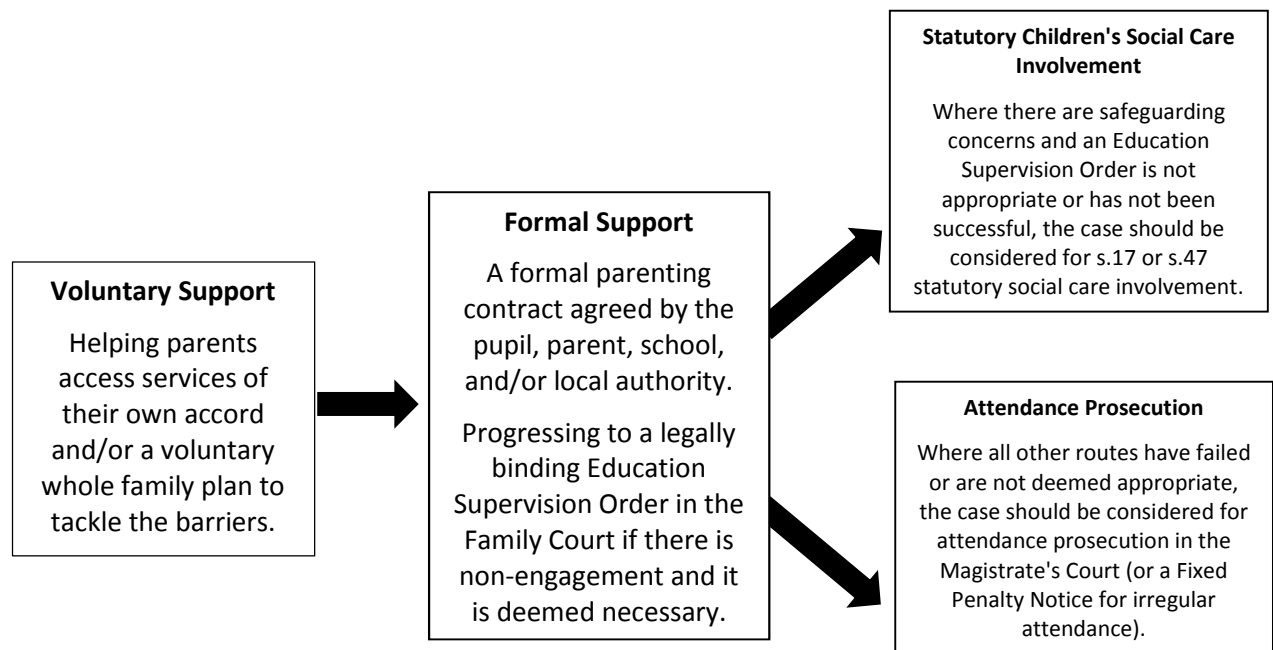 Voluntary Support
Helping parents
access services of
their own accord
and/or a voluntary
whole family plan to
tackle the barriers.
Formal Support
A formal parenting
contract agreed by the
pupil, parent, school,
and/or local authority.
Progressing to a legally
binding Education
Supervision Order in the
Family Court if there is
non-engagement and it
is deemed necessary.
Statutory Children's Social Care
Involvement
Where there are safeguarding
concerns and an Education
Supervision Order is not
appropriate or has not been
successful, the case should be
considered for s.17 or s.47
statutory social care involvement.
Attendance Prosecution
Where all other routes have failed
or are not deemed appropriate,
the case should be considered for
attendance prosecution in the
Magistrate's Court (or a Fixed
Penalty Notice for irregular
attendance).